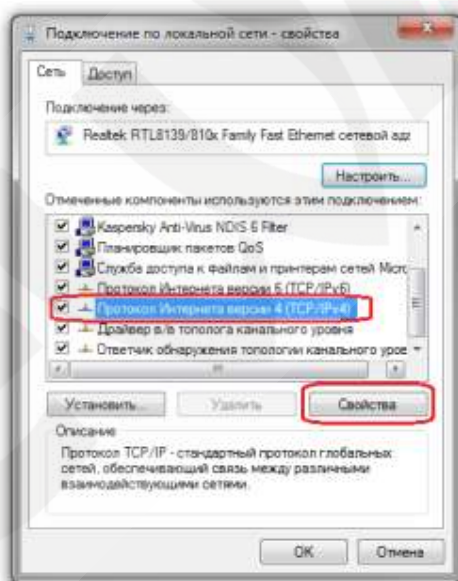 Подключение по локальной сети - свойства
Сеть
Доступ
Подключение через:
Realtek RTL8139/810x Family Fast Ethernet сетевой ада
Настроить...
Отмеченные компоненты используются этим подключением:
Kaspersky Anti-Virus NDIS 6 Filter
Планировщик пакетов QoS
Служба доступа к файлам и принтерам сетей Micro
Протокол Интернета версии 6 (TCP/IPv6)
Протокол Интернета версии 4 (TCP/IPv4)
Драйвер в/в тополога канального уровня
Ответчик обнаружения топологии канального уров
Установить...
Удалить
Свойства
Описание
Протокол TCP/IP - стандартный протокол глобальных
сетей, обеспечивающий связь между различными
взаимодействующими сетями.
OK
Отмена